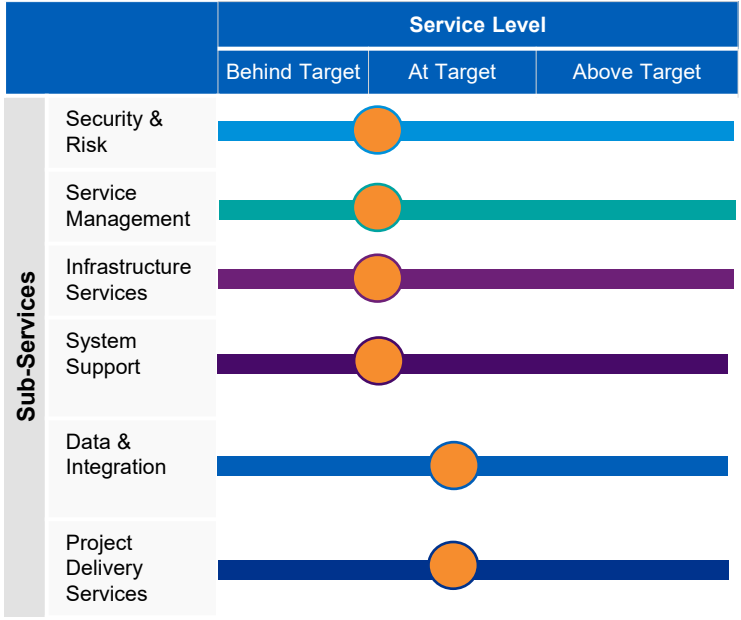 Service Level
Behind Target
At Target
Above Target
Sub-Services
Security &
Risk
Service
Management
Infrastructure
Services
System
Support
Data &
Integration
Project
Delivery
Services